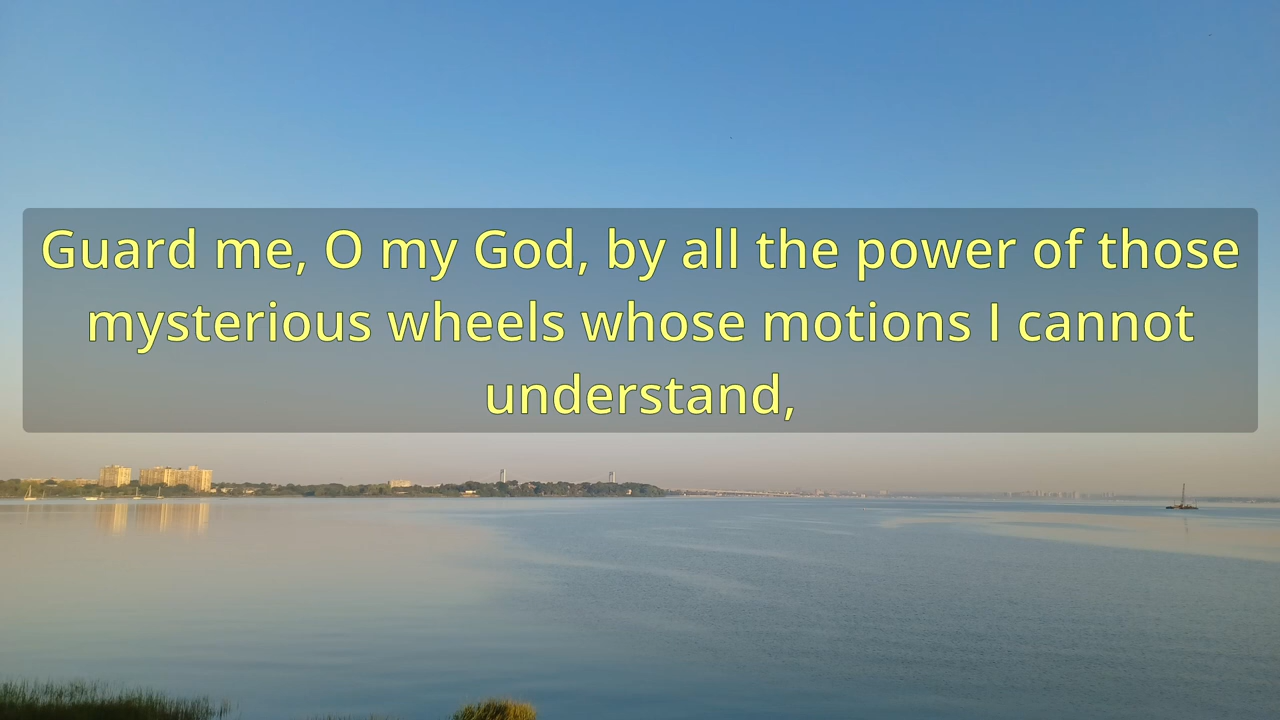 Guard me, O my God, by all the power of those
mysterious wheels whose motions I cannot
understand,